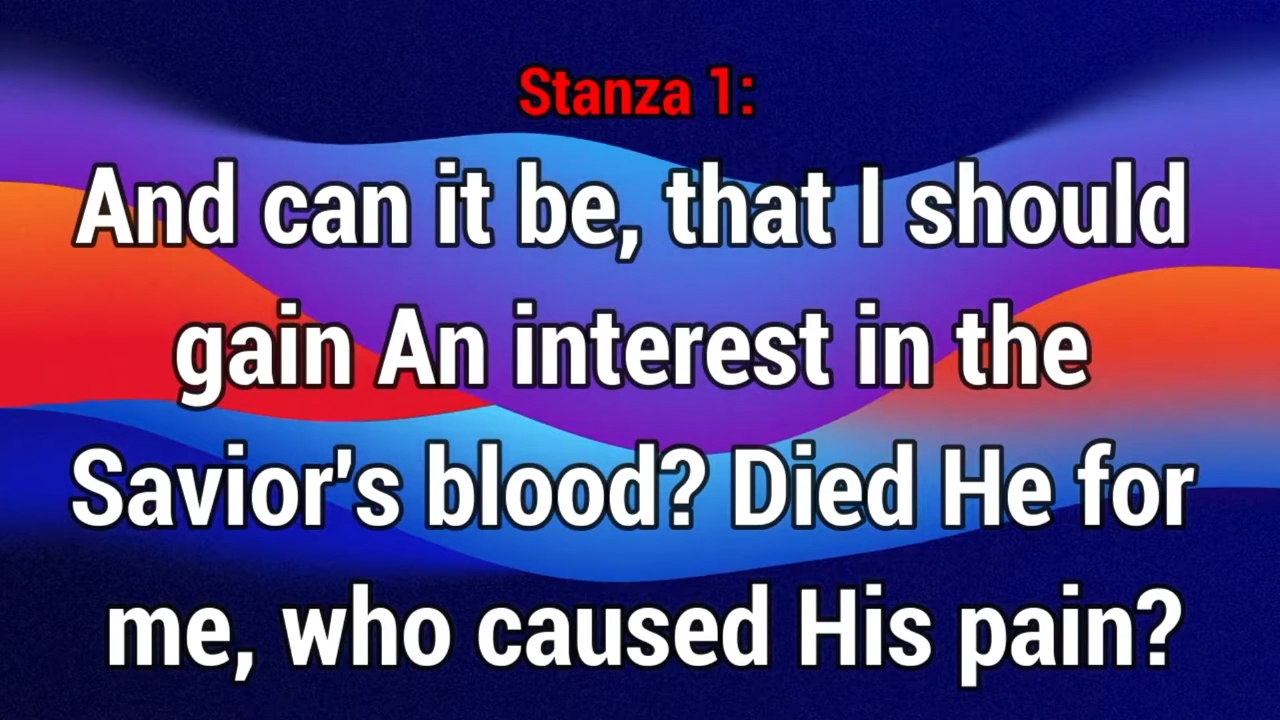 Stanza 1:
And can it be, that I should
gain An interest in the
Savior's blood? Died He for
me, who caused His pain?